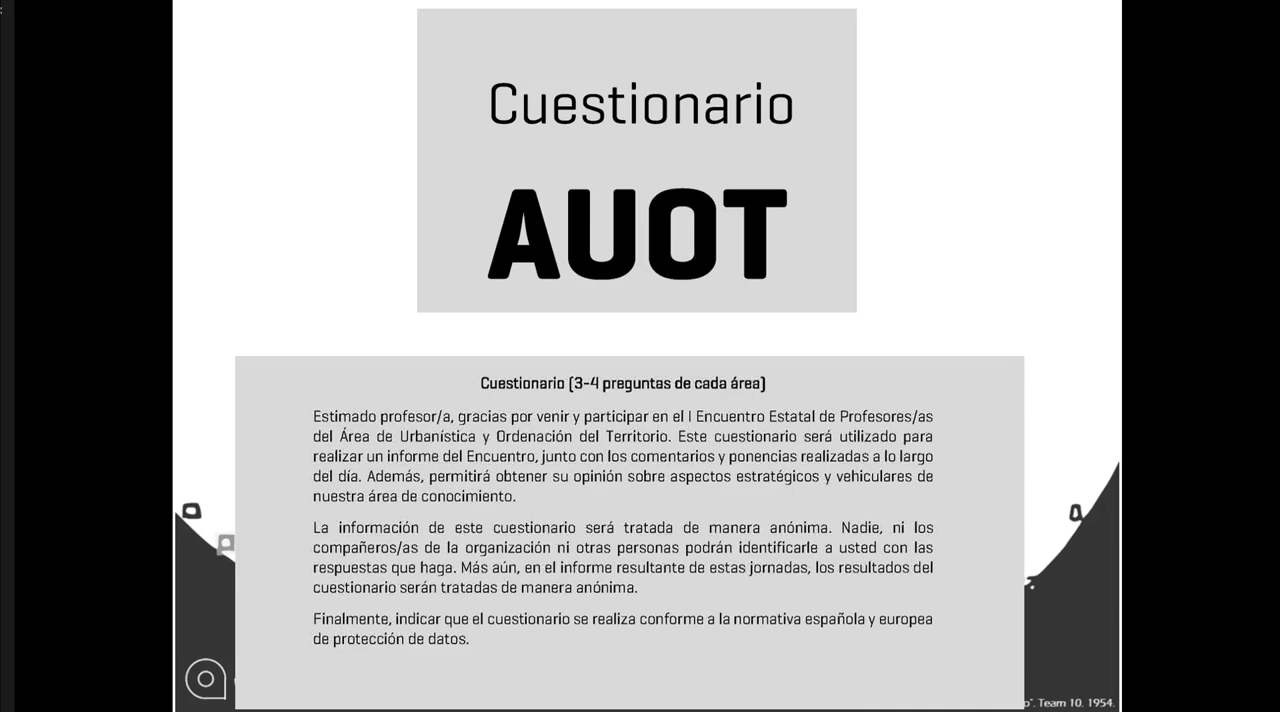 Cuestionario
AUOT
Cuestionario (3-4 preguntas de cada área)
Estimado profesor/a, gracias por venir y participar en el I Encuentro Estatal de Profesores/as
del Área de Urbanística y Ordenación del Territorio. Este cuestionario será utilizado para
realizar un informe del Encuentro, junto con los comentarios y ponencias realizadas a lo largo
del día. Además, permitirá obtener su opinión sobre aspectos estratégicos y vehiculares de
nuestra área de conocimiento.
La información de este cuestionario será tratada de manera anónima. Nadie, ni los
compañeros/as de la organización ni otras personas podrán identificarle a usted con las
respuestas que haga. Más aún, en el informe resultante de estas jornadas, los resultados del
cuestionario serán tratadas de manera anónima.
Finalmente, indicar que el cuestionario se realiza conforme a la normativa española y europea
de protección de datos.
Team 10. 1954.